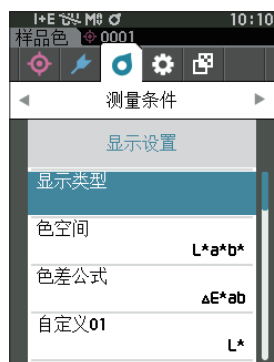 I+E M0 10:10
样品色 0001
测量条件
显示设置
显示类型
色空间
L*a*b*
色差公式
ΔE*ab
自定义01
L*